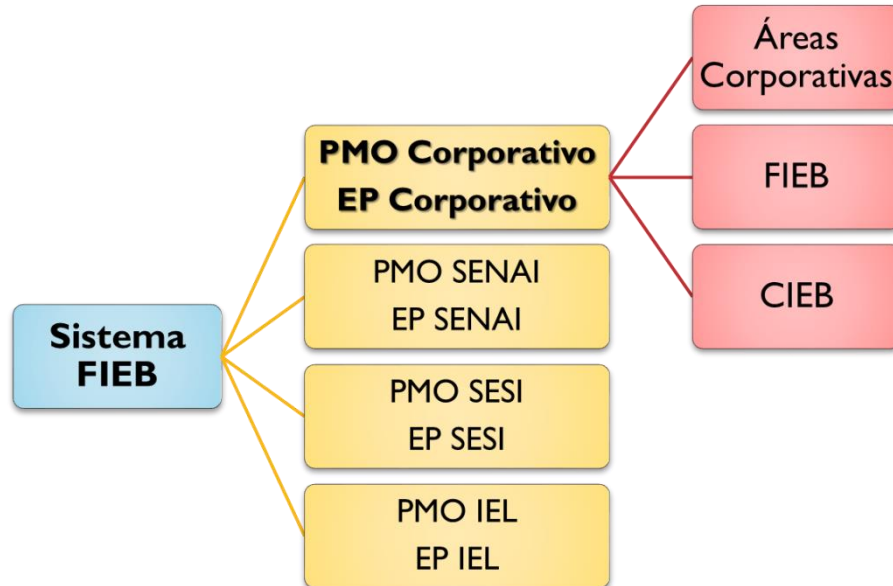 Sistema
FIEB
PMO Corporativo
EP Corporativo
PMO SENAI
EP SENAI
PMO SESI
EP SESI
PMO IEL
EP IEL
Áreas
Corporativas
FIEB
CIEB